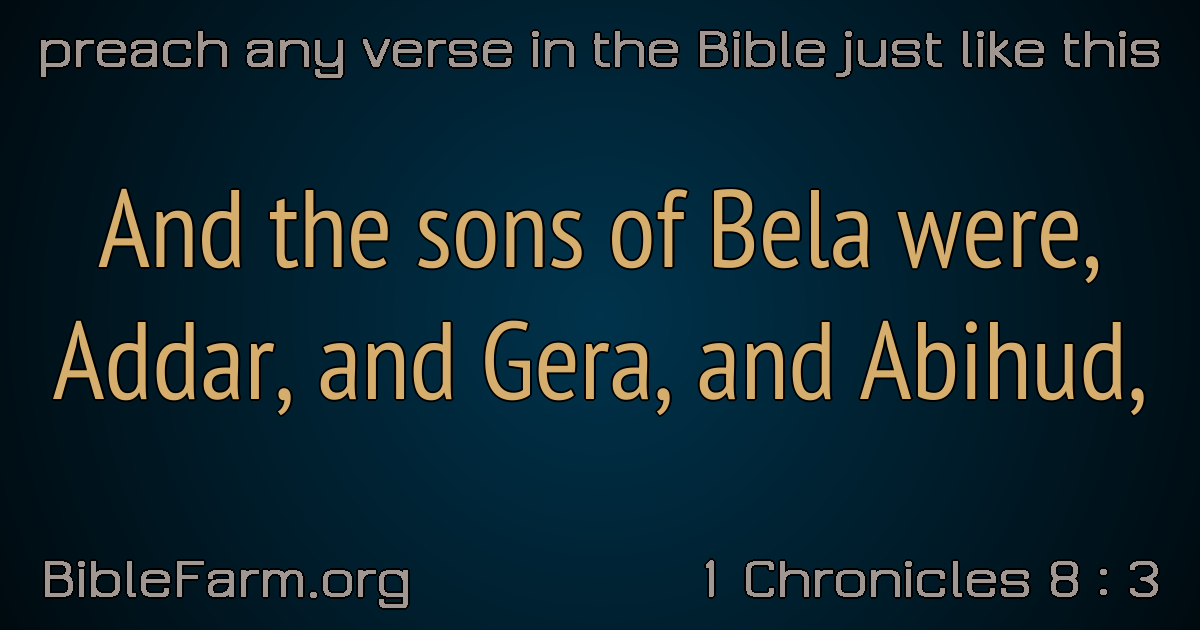 preach any verse in the Bible just like this
And the sons of Bela were,
Addar, and Gera, and Abihud,
BibleFarm.org
1 Chronicles 8 : 3